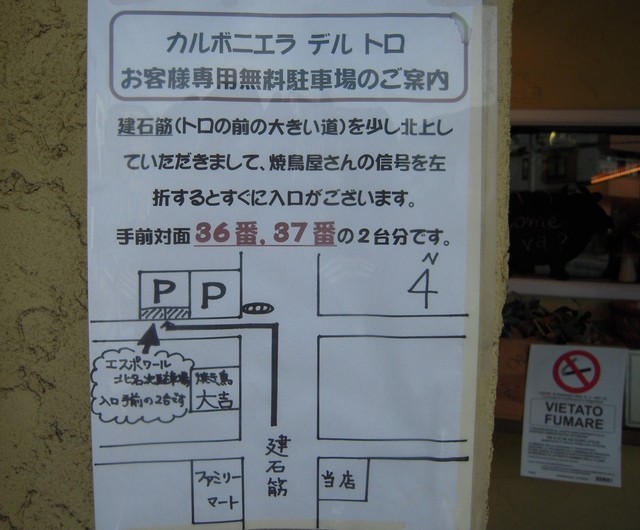 カルボニエラ デル トロ
お客様専用無料駐車場のご案内
建石筋(トロの前の大きい道)を少し北上し
ていただきまして、焼鳥屋さんの信号を左
折するとすぐに入口がございます。
手前対面36番,37番の2台分です。
N
P P
エスポワール
北名次駐車場
入口手前の2台です
焼き鳥
大吉
建石筋
ファミリー
マート
当店
VIETATO
FUMARE